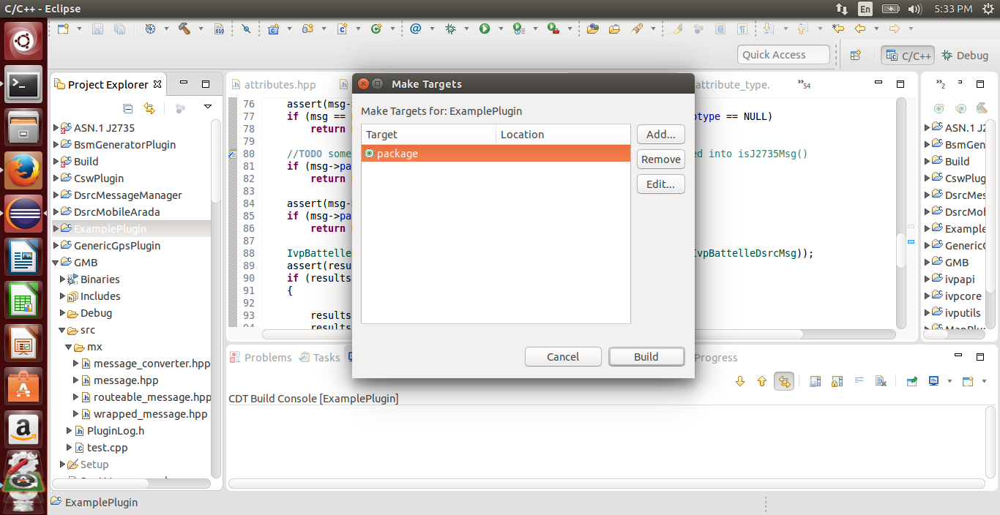 C/C++ - Eclipse
En
5:33 PM
Quick Access
C/C++
Debug
Project Explorer
ASN.1 J2735
BsmGeneratorPlugin
Build
CswPlugin
DsrcMessageManager
DsrcMobileArada
ExamplePlugin
GenericGpsPlugin
GMB
Binaries
Includes
Debug
src
mx
message_converter.hpp
message.hpp
routeable_message.hpp
wrapped_message.hpp
PluginLog.h
test.cpp
Setup
attributes.hpp
attribute_type.
54
76 assert(msg-
77 if (msg == otype == NULL)
78 return
79
80 //TODO some ed into isJ2735Msg()
81 if (msg->pa
82 return
83
84 assert(msg-
85 if (msg->pa
86 return
87
88 IvpBattelle IvpBattelleDsrcMsg));
89 assert(resu
90 if (results
91 {
92
93 results
94 results
Make Targets
Make Targets for: ExamplePlugin
Target Location
package
Add...
Remove
Edit...
Cancel
Build
2
ASN.1 J
BsmGen
Build
CswPlug
DsrcMes
DsrcMob
Example
GenericG
GMB
ivpapi
ivpcore
ivputils
MapPlu
Problems
Tasks
Progress
CDT Build Console [ExamplePlugin]
ExamplePlugin